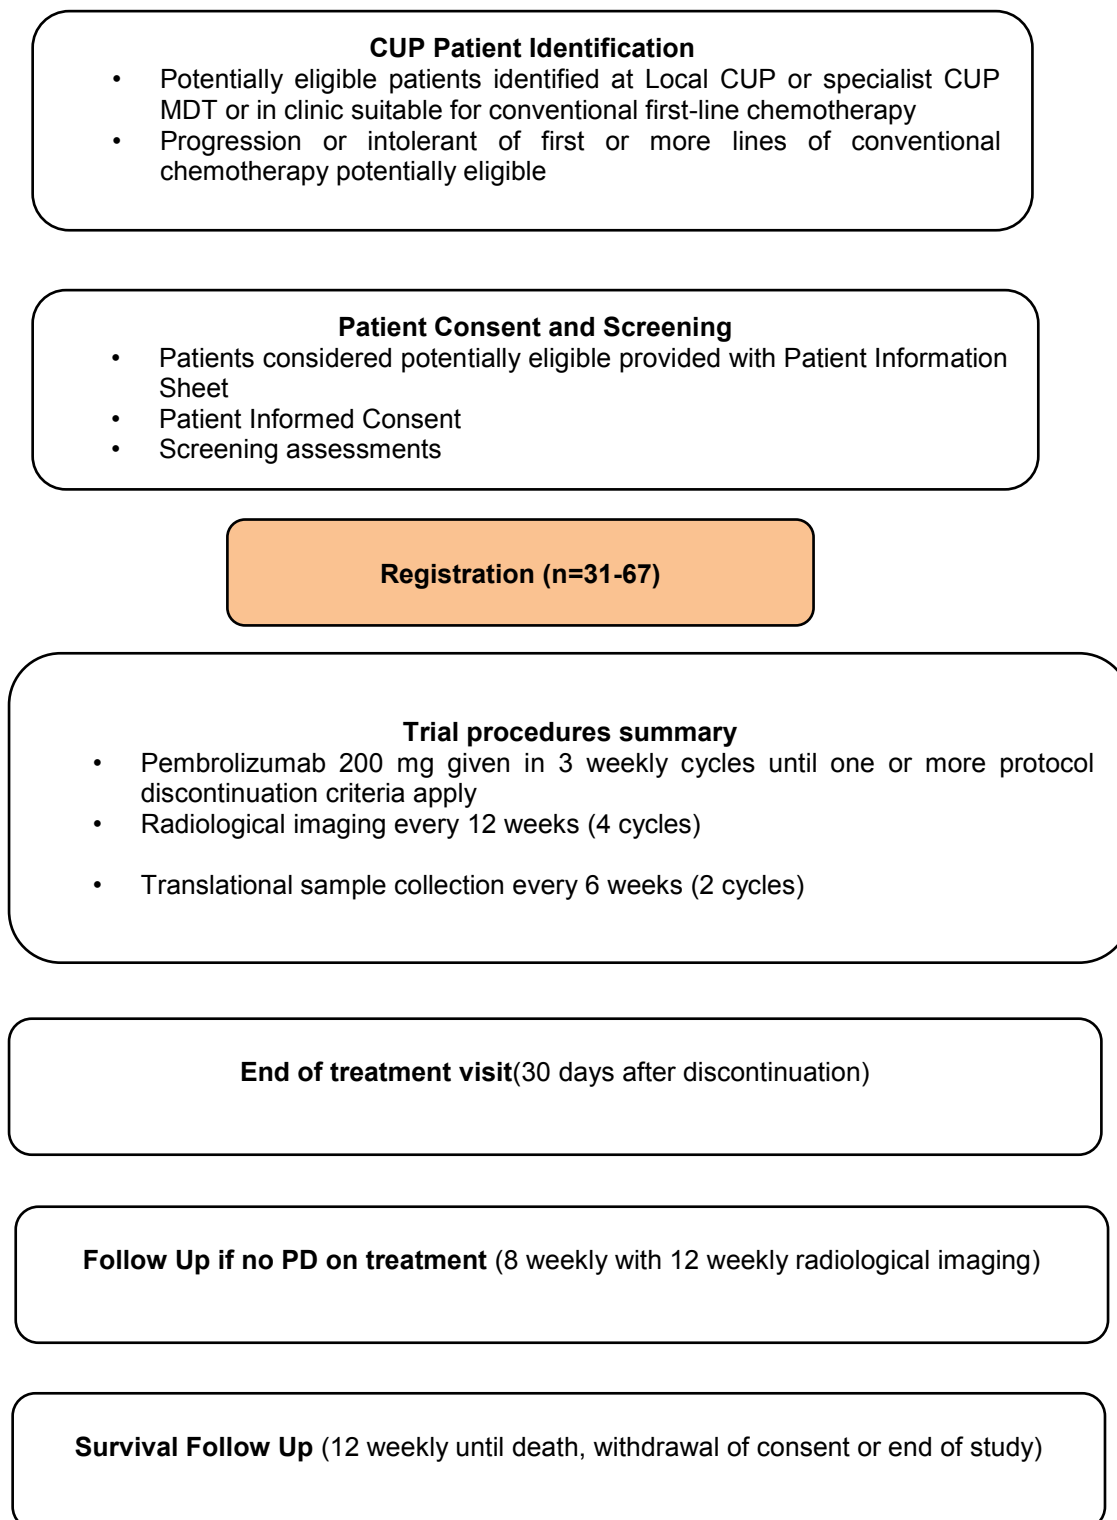 CUP Patient Identification
• Potentially eligible patients identified at Local CUP or specialist CUP
MDT or in clinic suitable for conventional first-line chemotherapy
• Progression or intolerant of first or more lines of conventional
chemotherapy potentially eligible
Patient Consent and Screening
• Patients considered potentially eligible provided with Patient Information
Sheet
• Patient Informed Consent
• Screening assessments
Registration (n=31-67)
Trial procedures summary
• Pembrolizumab 200 mg given in 3 weekly cycles until one or more protocol
discontinuation criteria apply
• Radiological imaging every 12 weeks (4 cycles)
• Translational sample collection every 6 weeks (2 cycles)
End of treatment visit(30 days after discontinuation)
Follow Up if no PD on treatment (8 weekly with 12 weekly radiological imaging)
Survival Follow Up (12 weekly until death, withdrawal of consent or end of study)